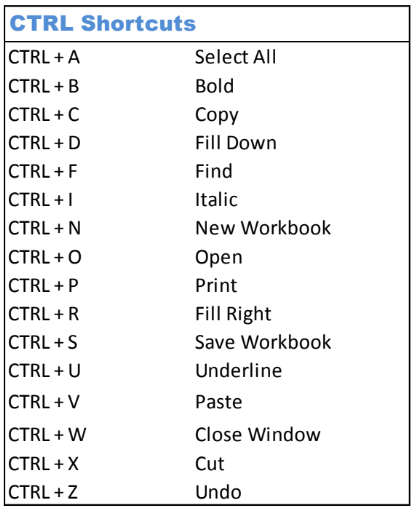 CTRL Shortcuts
CTRL + A Select All
CTRL + B Bold
CTRL + C Copy
CTRL + D Fill Down
CTRL + F Find
CTRL + I Italic
CTRL + N New Workbook
CTRL + O Open
CTRL + P Print
CTRL + R Fill Right
CTRL + S Save Workbook
CTRL + U Underline
CTRL + V Paste
CTRL + W Close Window
CTRL + X Cut
CTRL + Z Undo